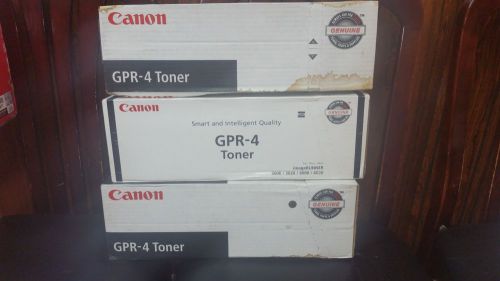 Canon
GENUINE
GPR-4 Toner
Canon
Smart and Intelligent Quality
GPR-4
Toner
GENUINE
imageRUNNER
Canon
GENUINE
GPR-4 Toner